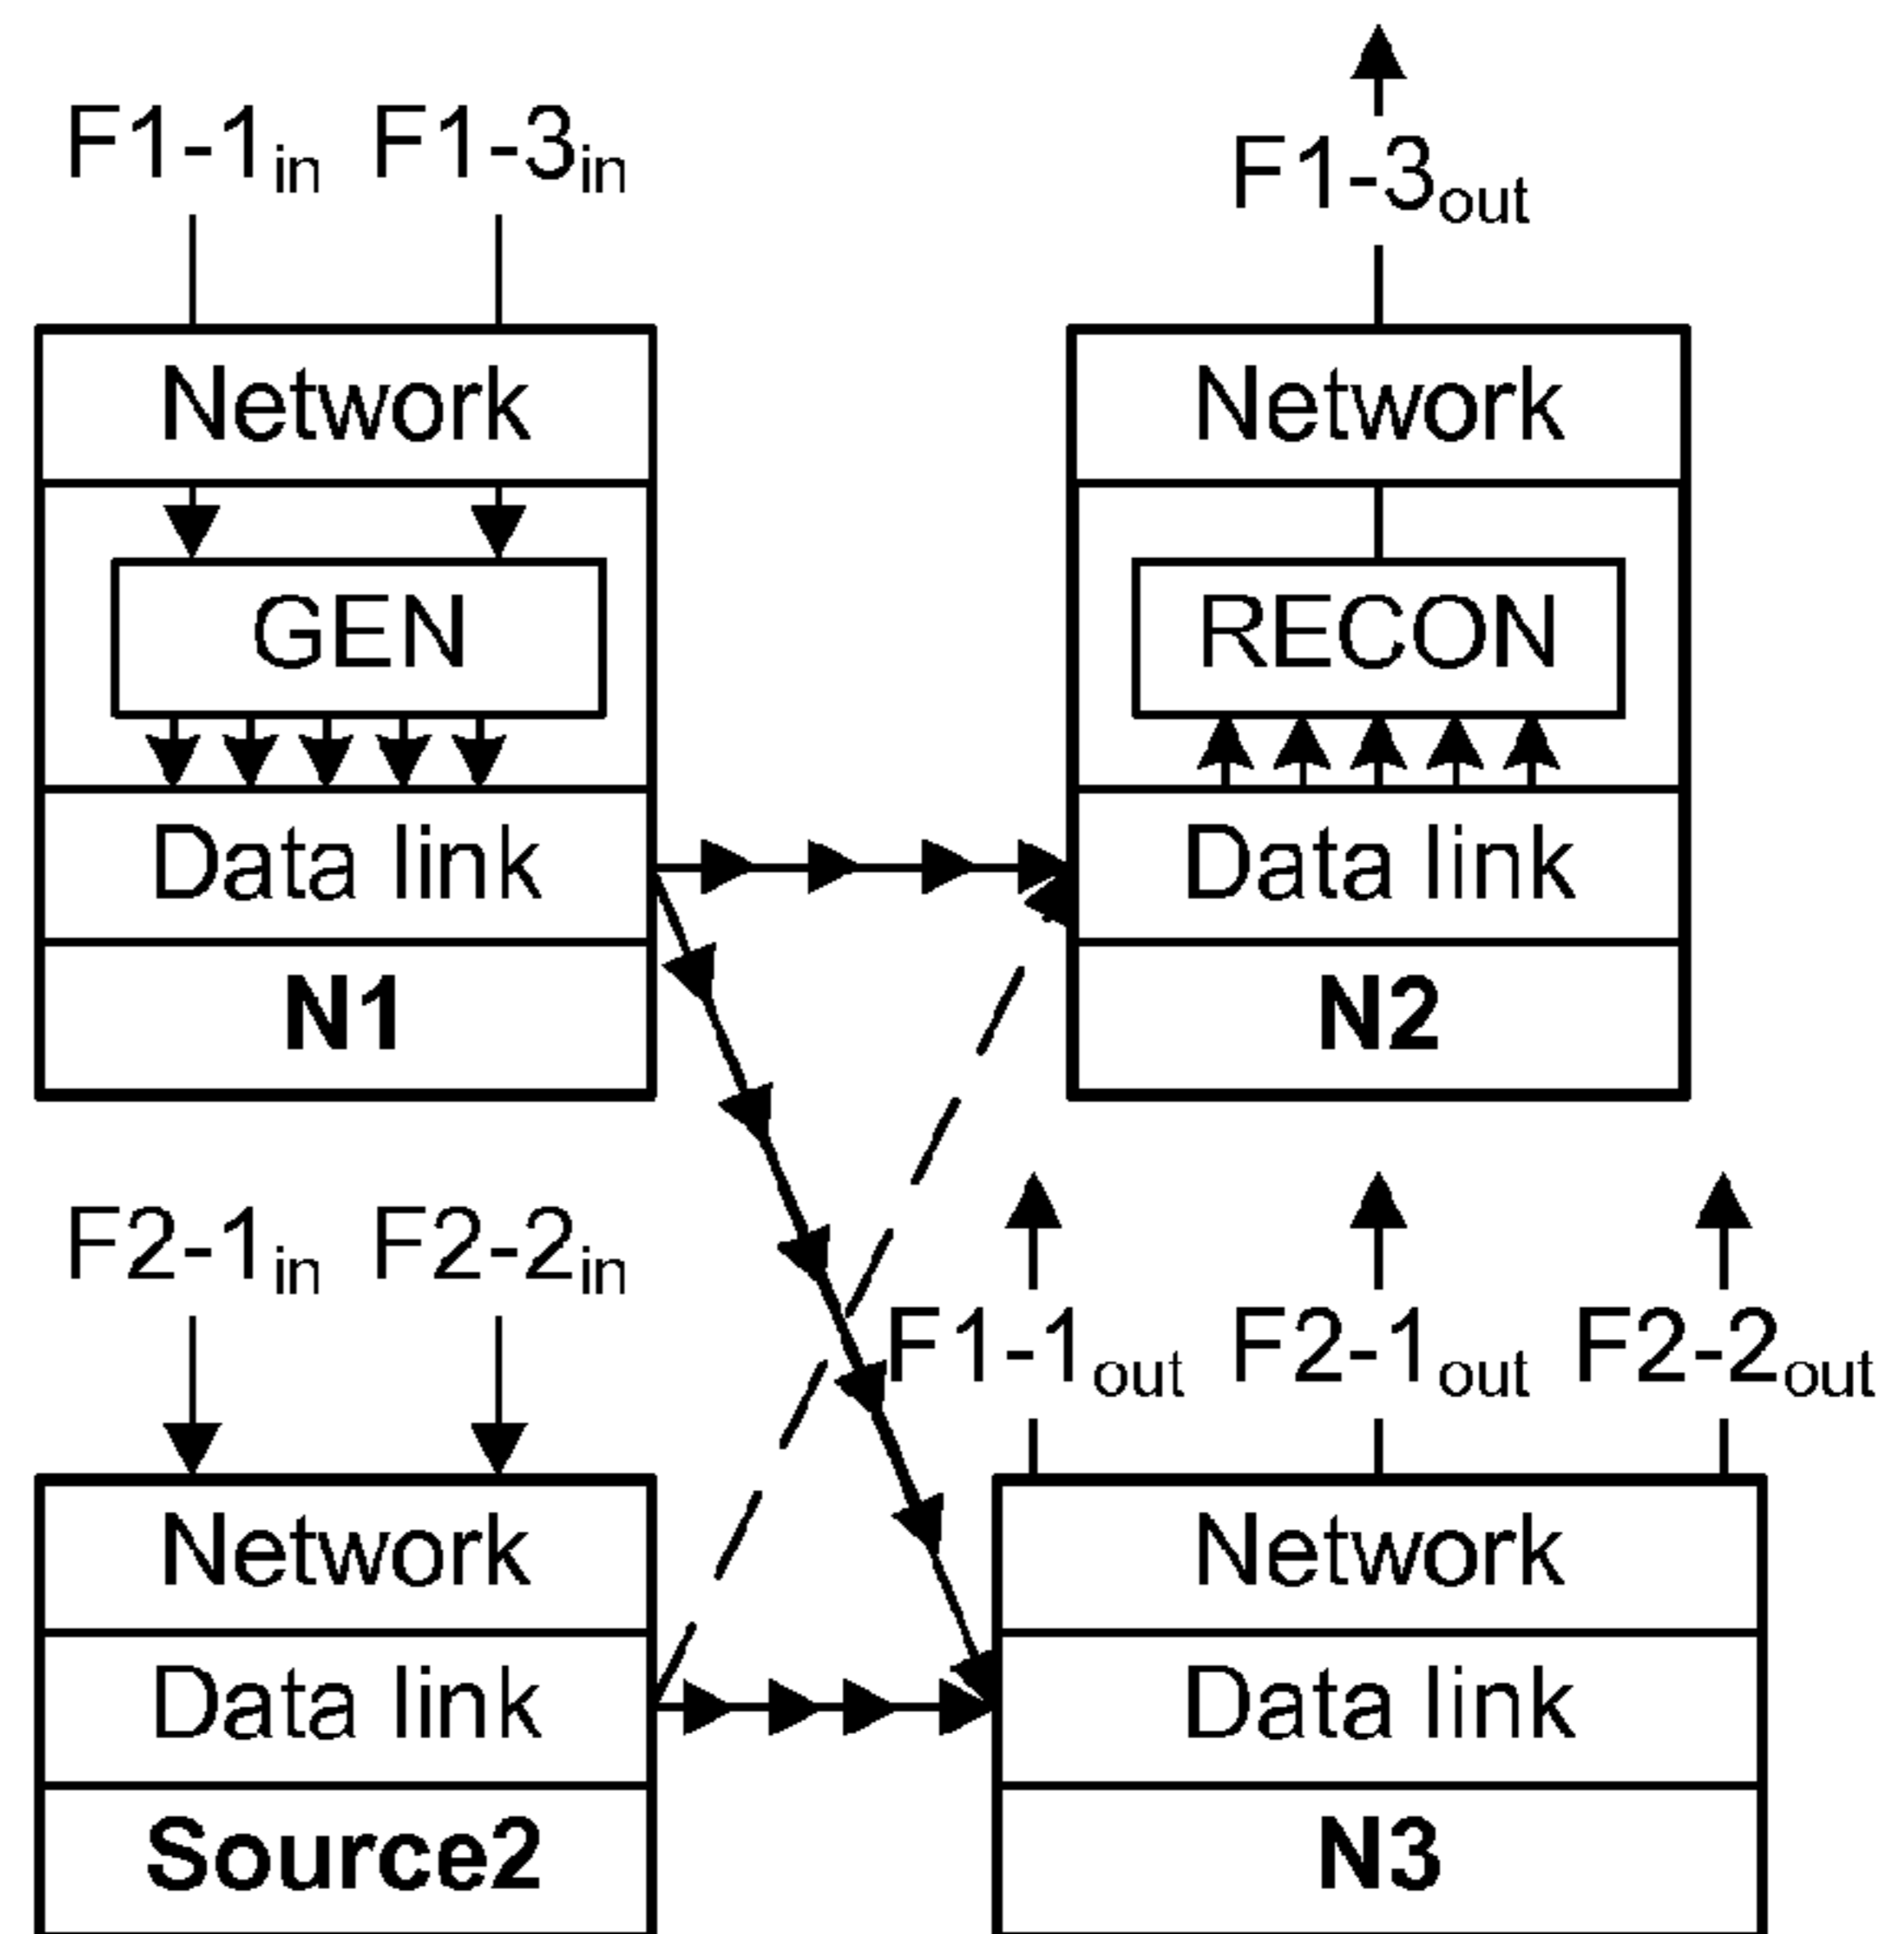 F1-1in F1-3in
F1-3out
Network
GEN
Data link
N1
Network
RECON
Data link
N2
F2-1in F2-2in
F1-1out F2-1out F2-2out
Network
Data link
Source2
Network
Data link
N3